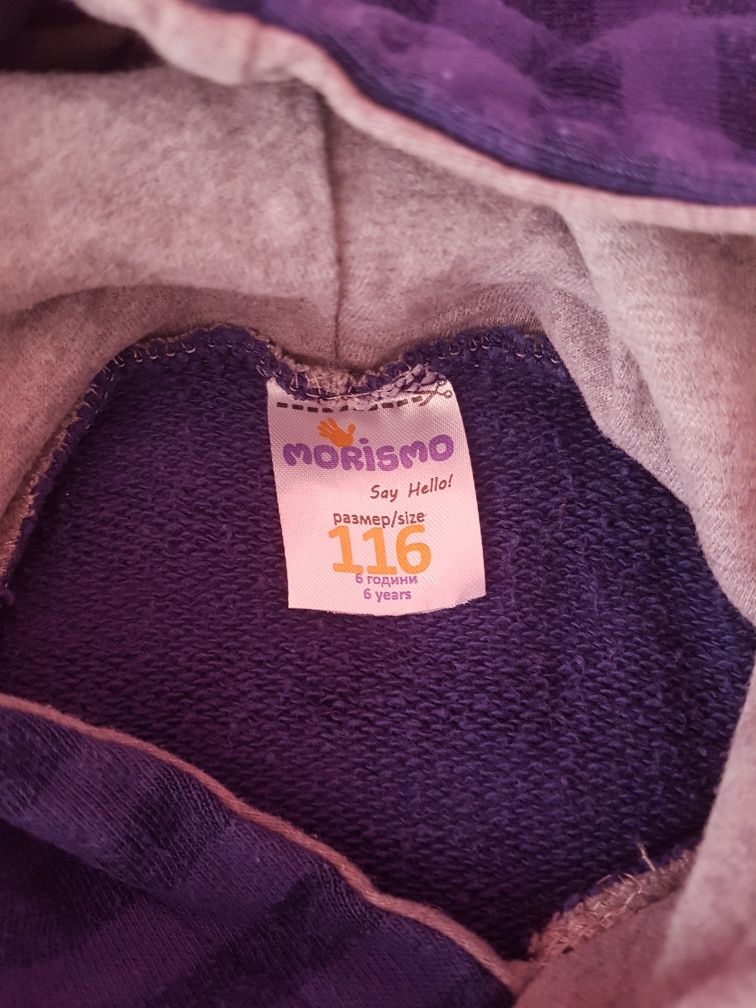 MORiSMO
Say Hello!
размер/size
116
6 години
6 years